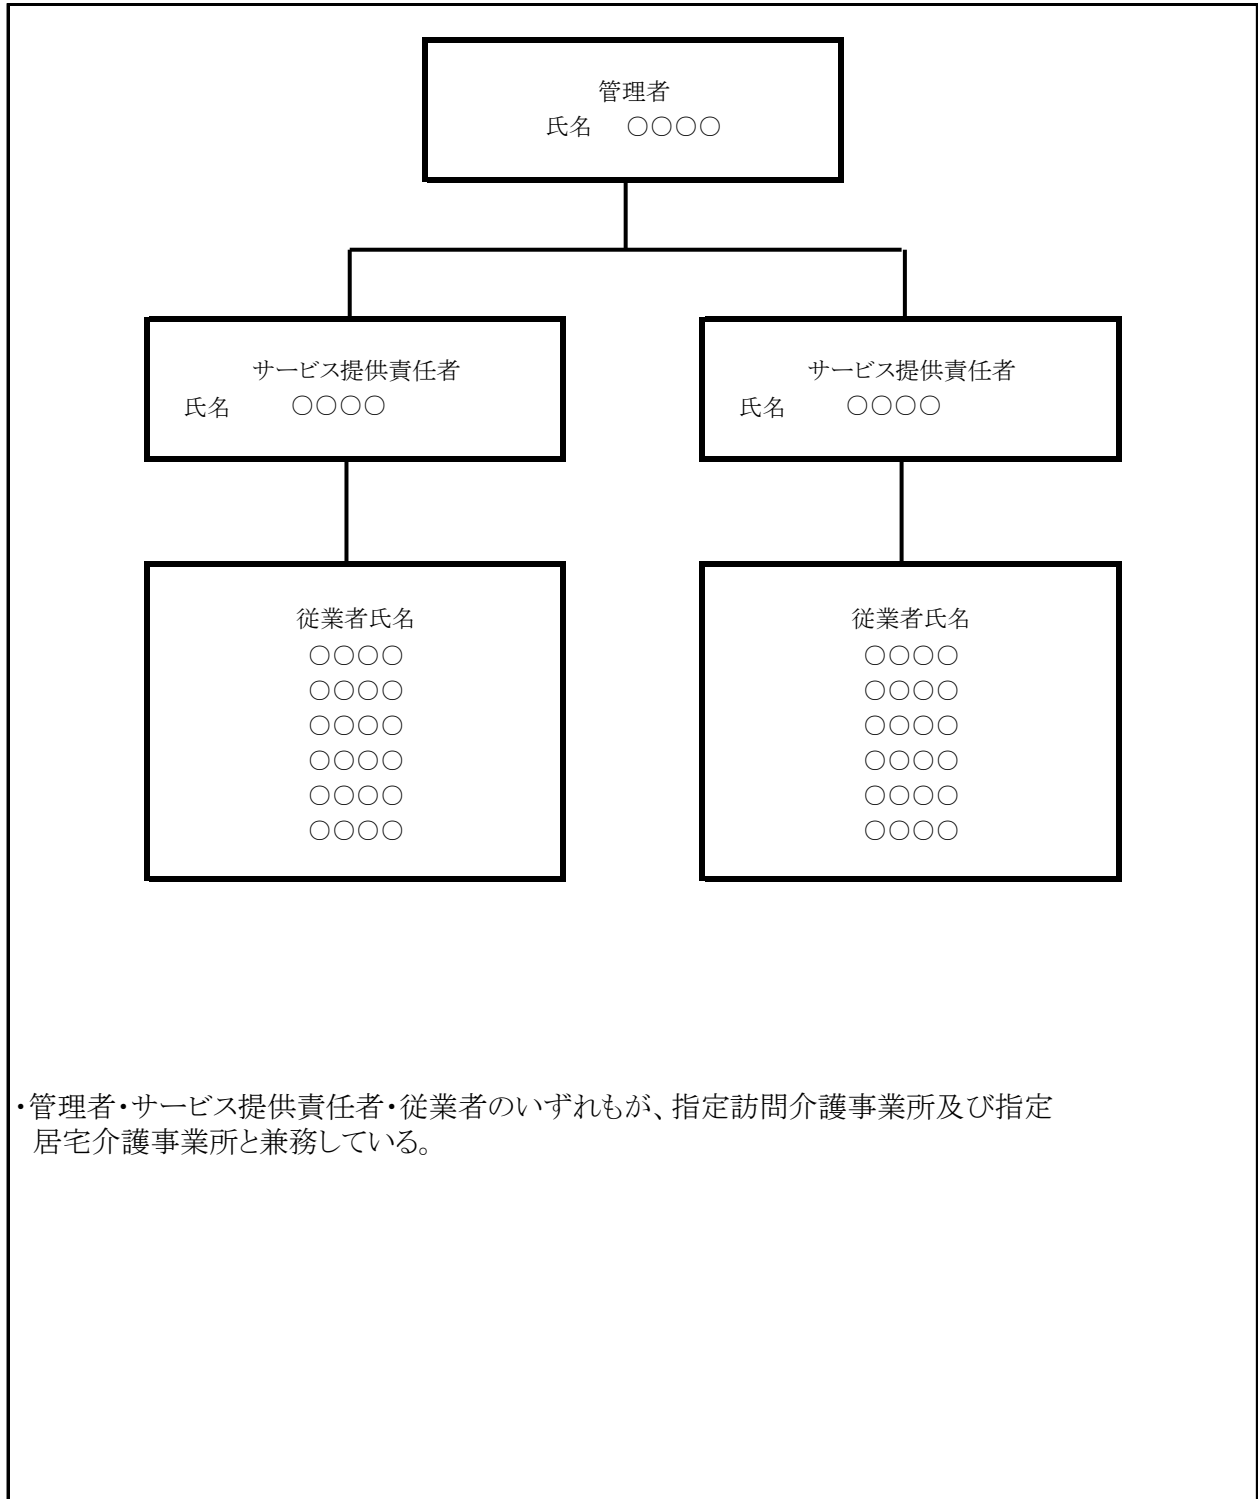 管理者
氏名　○○○○
サービス提供責任者
氏名　　○○○○
サービス提供責任者
氏名　　○○○○
従業者氏名
○○○○
○○○○
○○○○
○○○○
○○○○
○○○○
従業者氏名
○○○○
○○○○
○○○○
○○○○
○○○○
○○○○
・管理者・サービス提供責任者・従業者のいずれもが、指定訪問介護事業所及び指定
居宅介護事業所と兼務している。